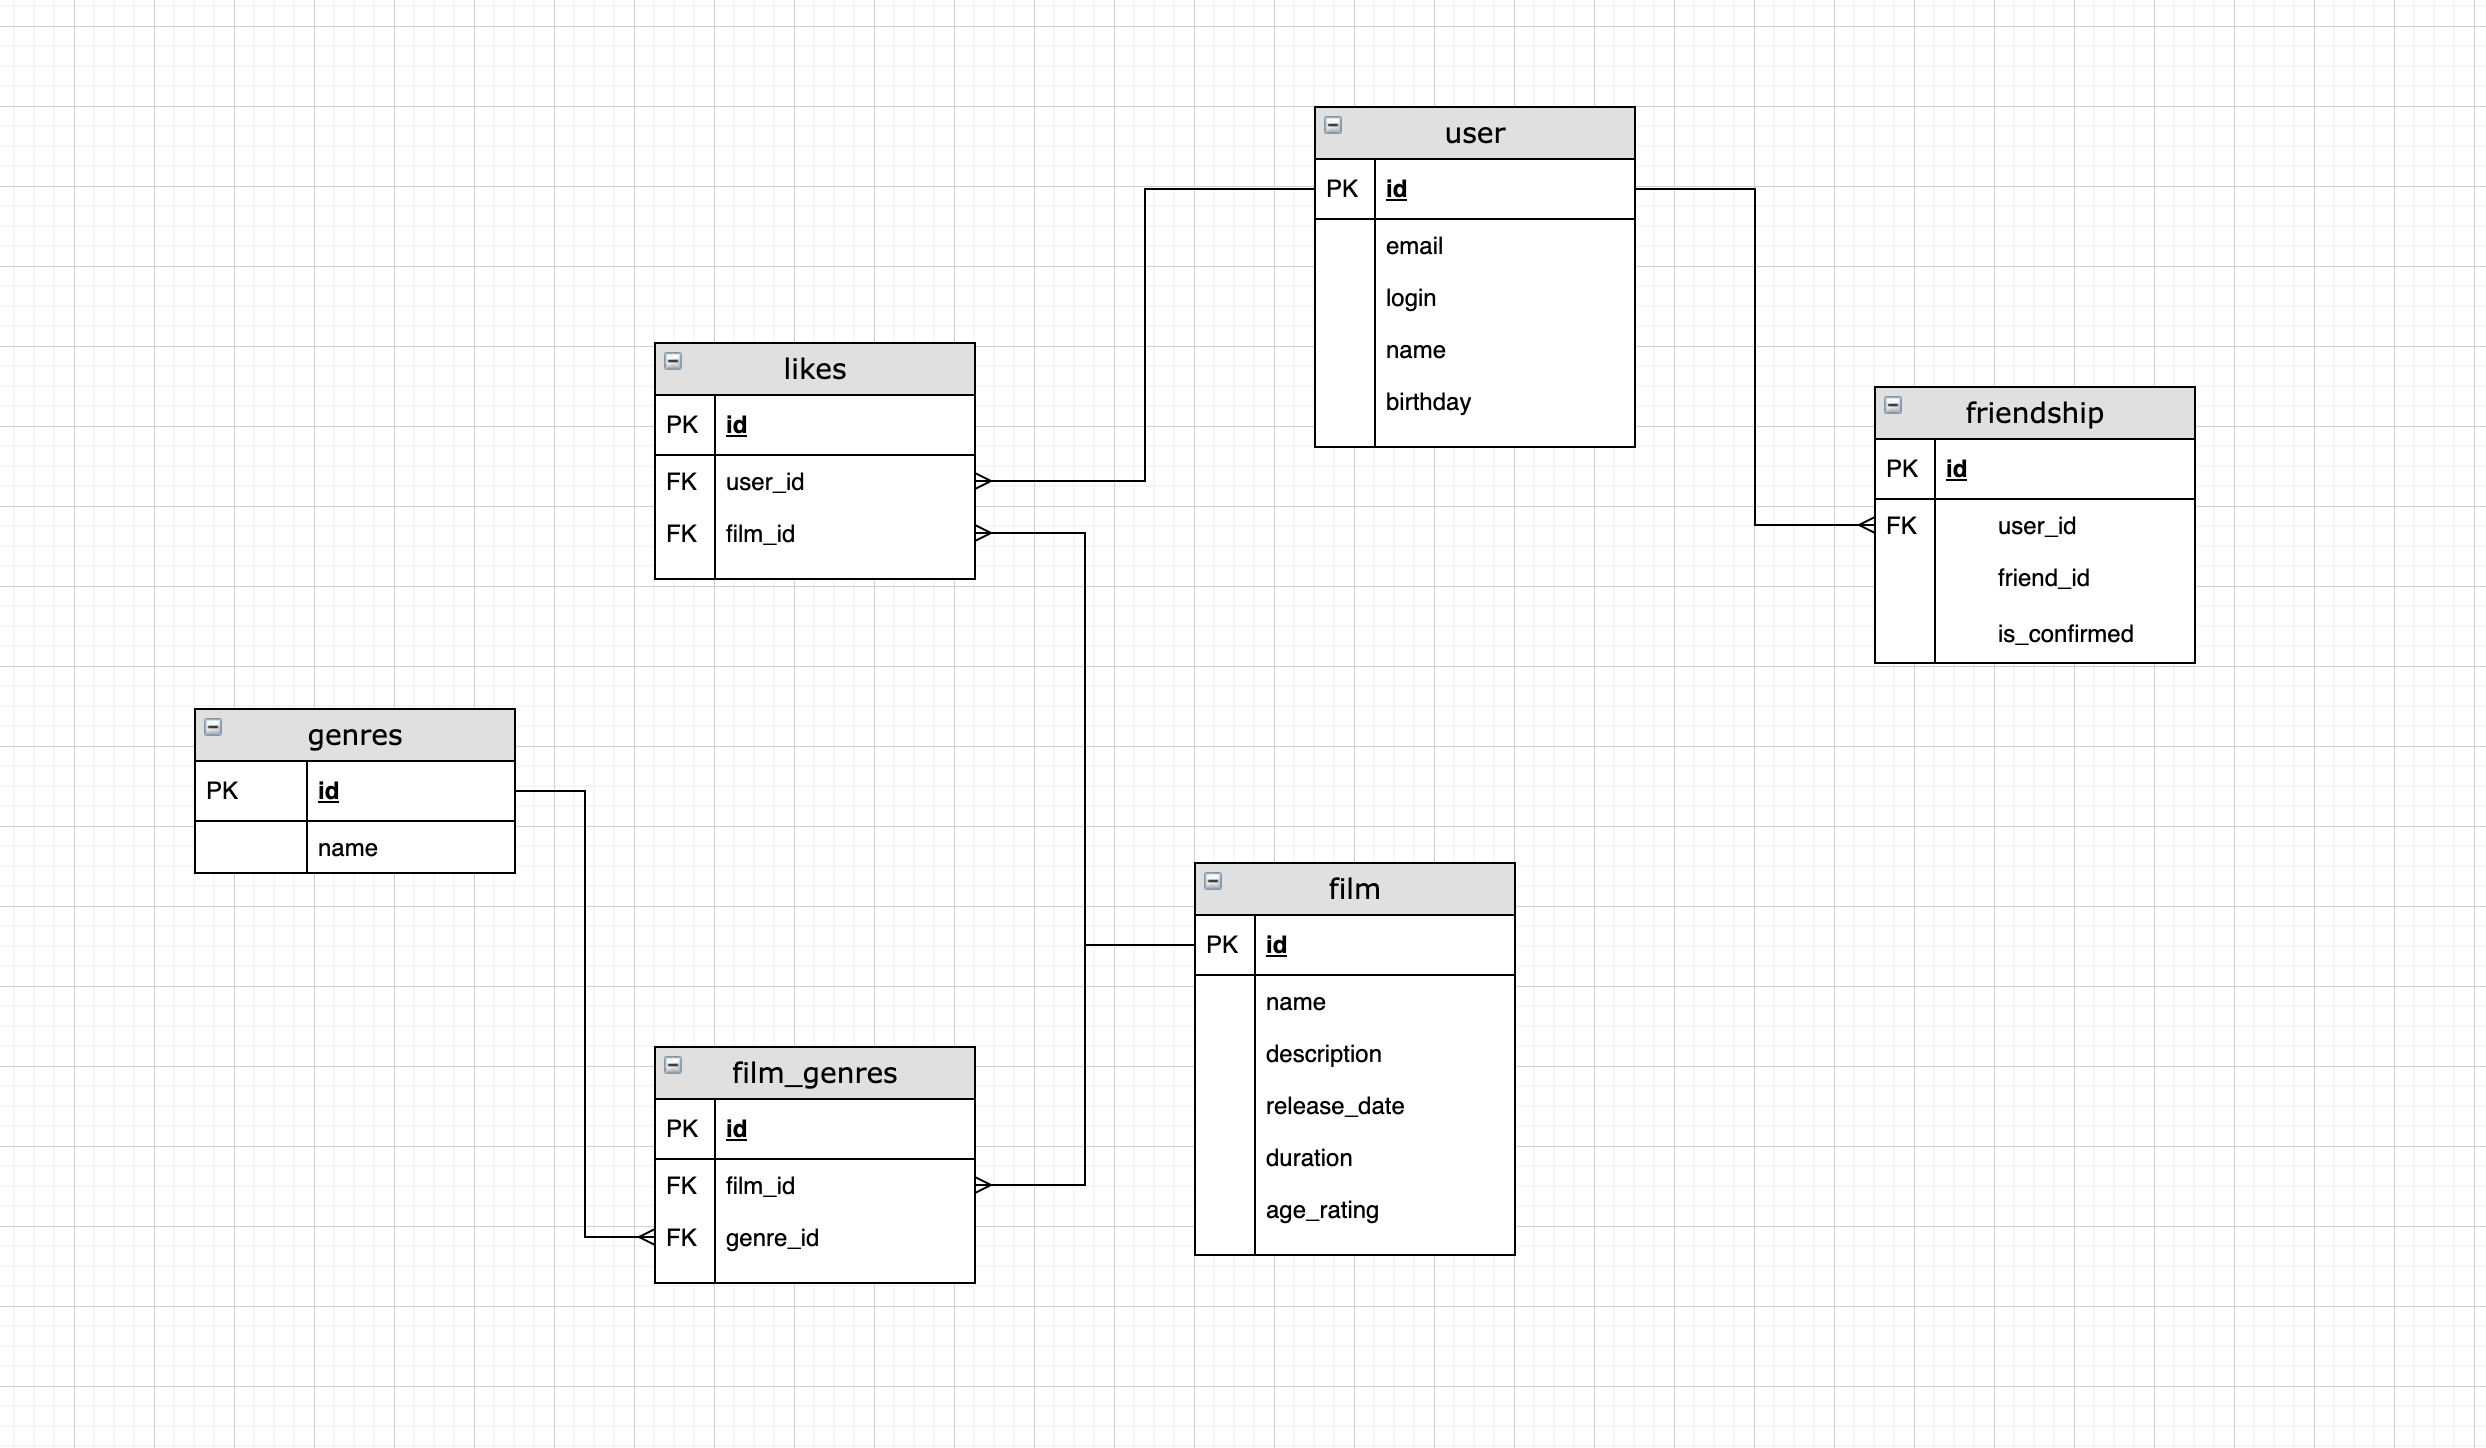 user
PK id
email
login
name
birthday
likes
PK id
FK user_id
FK film_id
friendship
PK id
FK user_id
friend_id
is_confirmed
genres
PK id
name
film
PK id
name
description
release_date
duration
age_rating
film_genres
PK id
FK film_id
FK genre_id